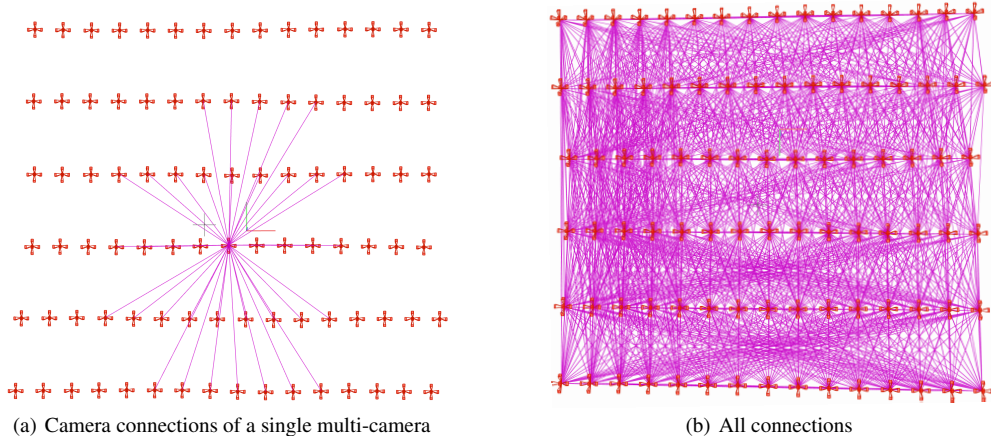 (a) Camera connections of a single multi-camera
(b) All connections